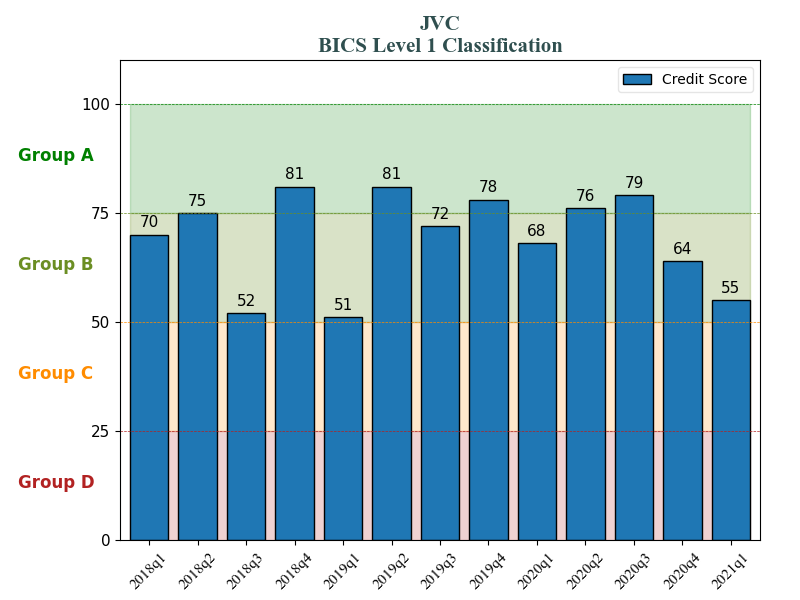 JVC
BICS Level 1 Classification
Credit Score
100
Group A
75
Group B
50
Group C
25
Group D
0
70
75
52
81
51
81
72
78
68
76
79
64
55
2018q1
2018q2
2018q3
2018q4
2019q1
2019q2
2019q3
2019q4
2020q1
2020q2
2020q3
2020q4
2021q1